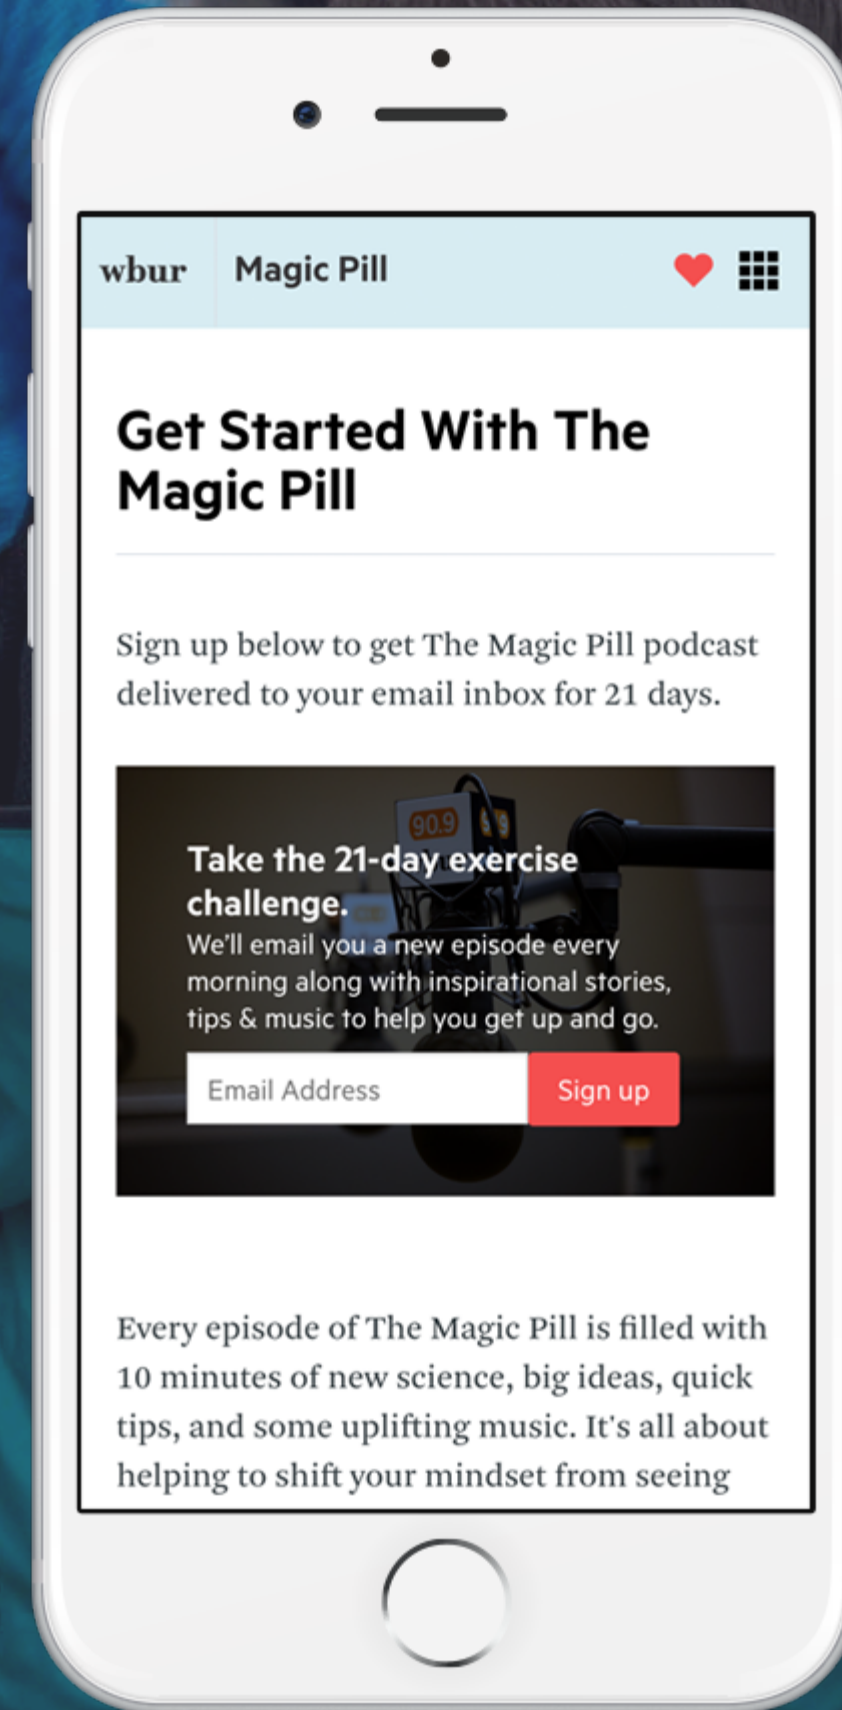 wbur Magic Pill
Get Started With The
Magic Pill
Sign up below to get The Magic Pill podcast
delivered to your email inbox for 21 days.
90.9
Take the 21-day exercise
challenge.
We'll email you a new episode every
morning along with inspirational stories,
tips & music to help you get up and go.
Email Address Sign up
Every episode of The Magic Pill is filled with
10 minutes of new science, big ideas, quick
tips, and some uplifting music. It's all about
helping to shift your mindset from seeing